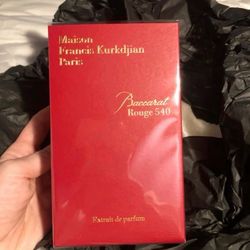 Maison
Francis Kurkdjian
Paris
Baccarat
Rouge 540
Extrait de parfum